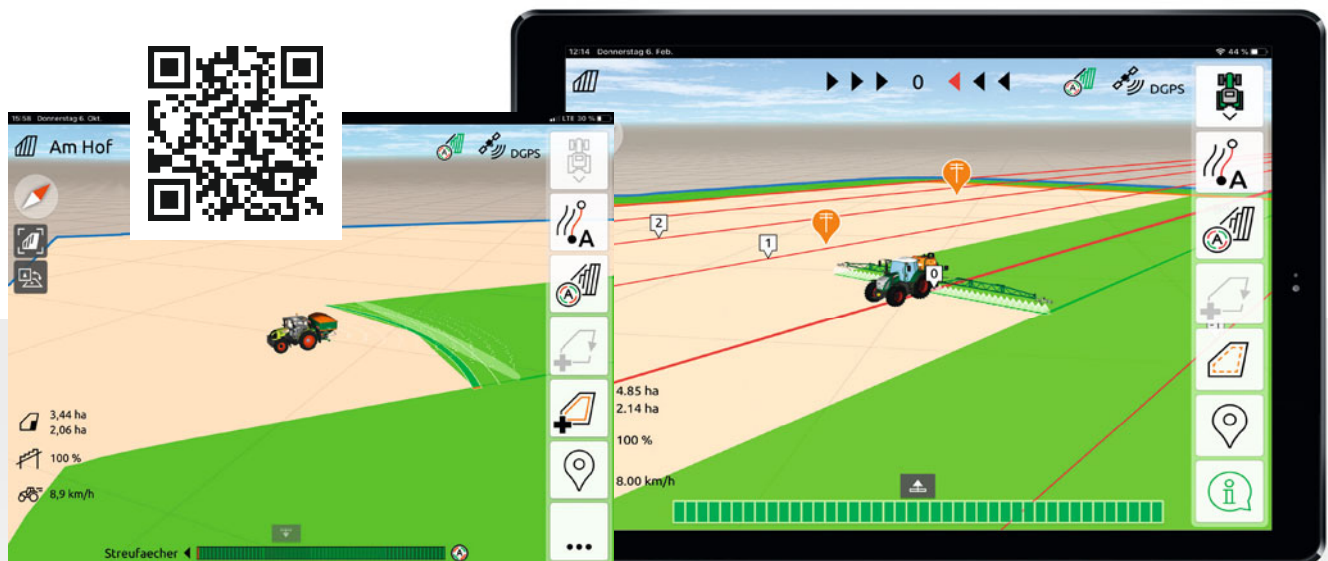 15:58 Donnerstag 6. Okt.
LTE 30 %
Am Hof
DGPS
A
A
3,44 ha
2,06 ha
100 %
8,9 km/h
Streufaecher
A
12:14 Donnerstag 6. Feb.
44 %
0
DGPS
A
A
2
1
0
4.85 ha
2.14 ha
100 %
8.00 km/h